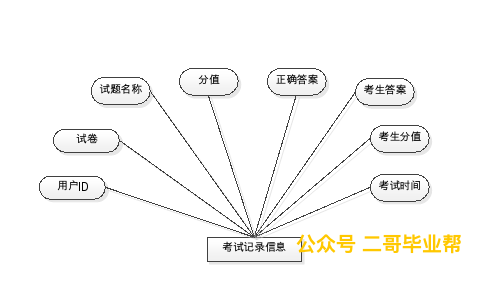 分值
正确答案
试题名称
考生答案
试卷
考生分值
用户ID
考试时间
考试记录信息
公众号 二哥毕业帮